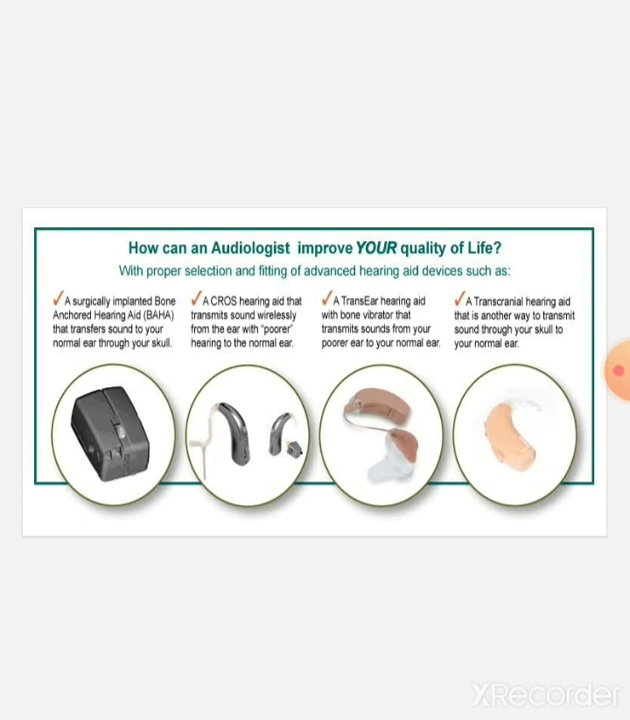 How can an Audiologist improve YOUR quality of Life?
With proper selection and fitting of advanced hearing aid devices such as:
✓A surgically implanted Bone
Anchored Hearing Aid (BAHA)
that transfers sound to your
normal ear through your skull.
✓A CROS hearing aid that
transmits sound wirelessly
from the ear with "poorer"
hearing to the normal ear.
✓A TransEar hearing aid
with bone vibrator that
transmits sounds from your
poorer ear to your normal ear.
✓A Transcranial hearing aid
that is another way to transmit
sound through your skull to
your normal ear.
XRecorder